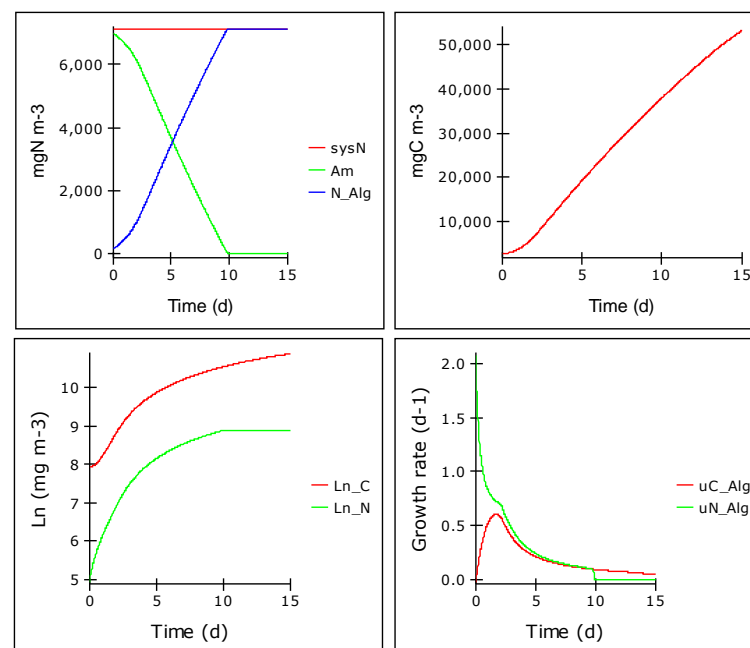 mgN m-3
6,000
4,000
2,000
0
0 5 10 15
Time (d)
sysN
Am
N_Alg
mgC m-3
50,000
40,000
30,000
20,000
10,000
0 5 10 15
Time (d)
Ln (mg m-3)
10
9
8
7
6
5
0 5 10 15
Time (d)
Ln_C
Ln_N
Growth rate (d-1)
2.0
1.5
1.0
0.5
0.0
0 5 10 15
Time (d)
uC_Alg
uN_Alg